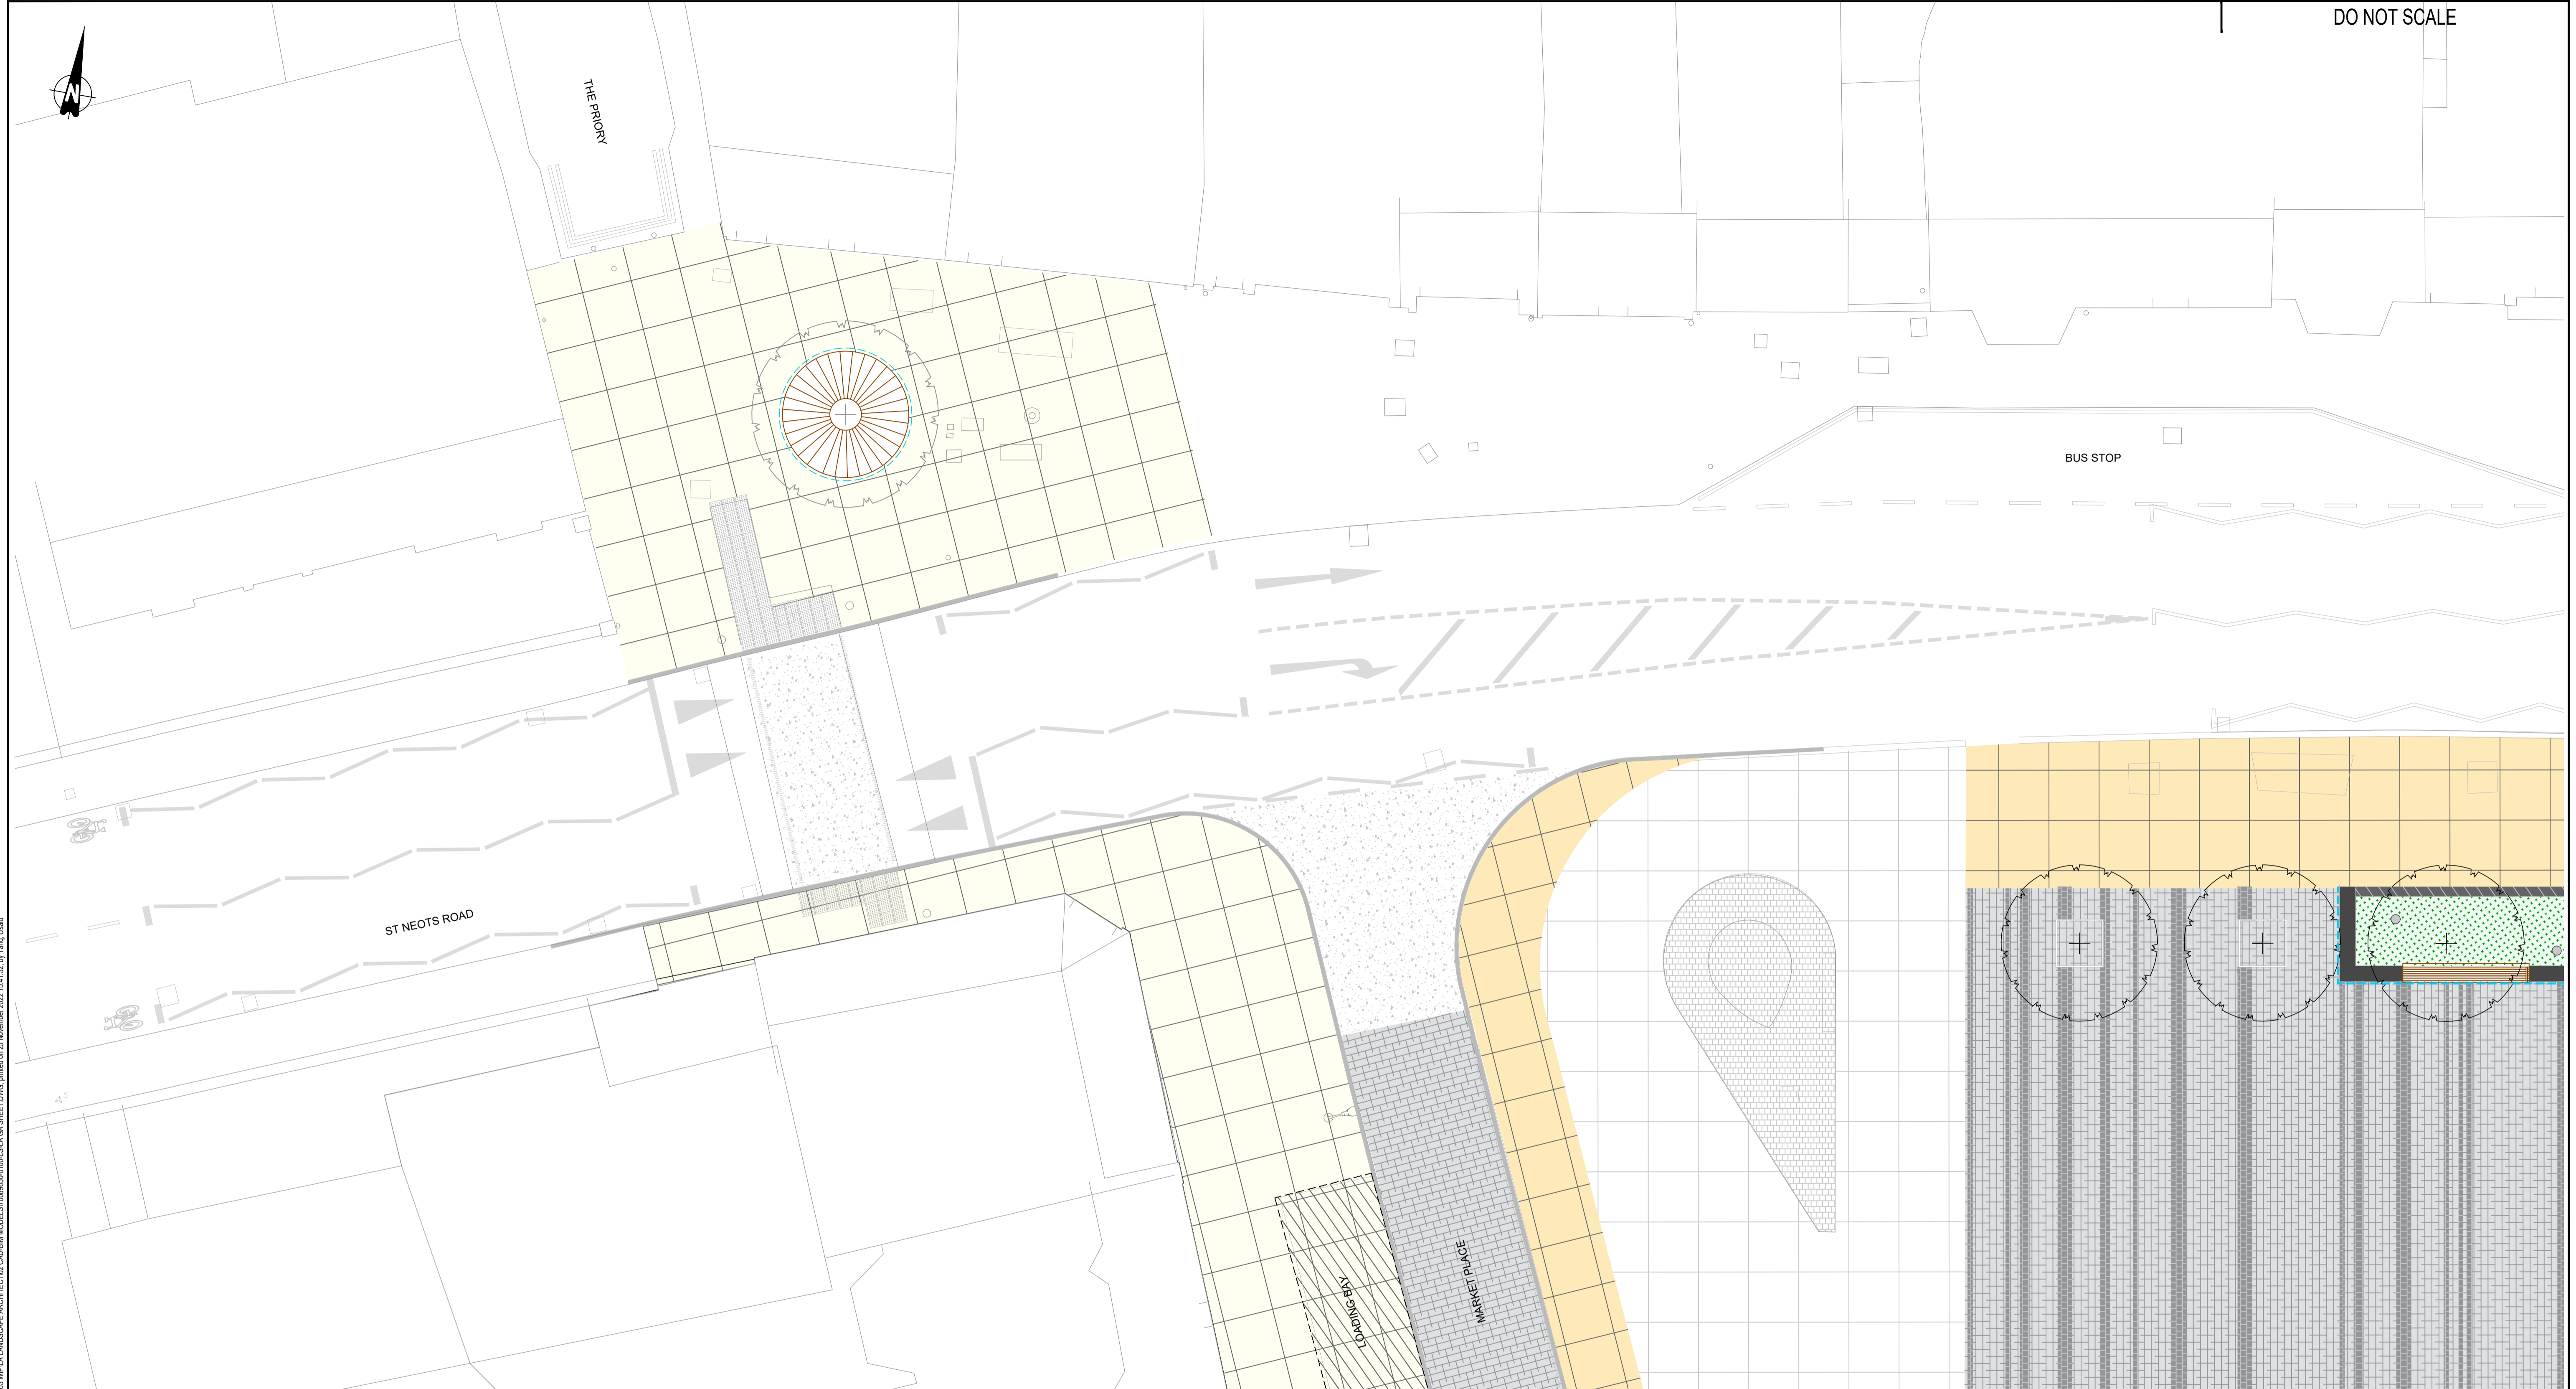 DO NOT SCALE
N
THE PRIORY
BUS STOP
ST NEOTS ROAD
LOADING BAY
MARKET PLACE